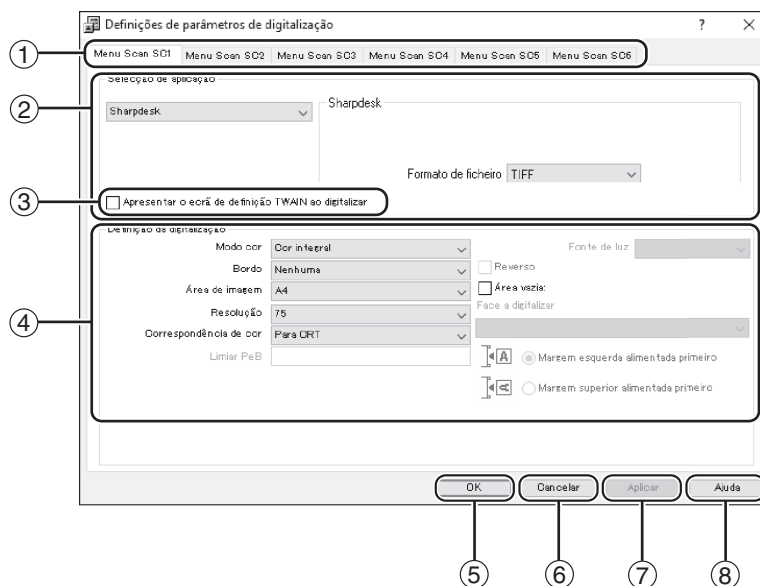 Definições de parâmetros de digitalização
?
1
Menu Scan SC1 Menu Scan SC2 Menu Scan SC3 Menu Scan SC4 Menu Scan SC5 Menu Scan SC6
Selecção de aplicação
2
Sharpdesk
Sharpdesk
Formato de ficheiro TIFF
3
Apresentar o ecrã de definição TWAIN ao digitalizar
Definição da digitalização
4
Modo cor Cor integral
Fonte de luz
Bordo Nenhuma
Reverso
Área de imagem A4
Área vazia:
Resolução 75
Face a digitalizar
Correspondência de cor Para CRT
Limiar PeB
A Margem esquerda alimentada primeiro
A Margem superior alimentada primeiro
OK Cancelar Aplicar Ajuda
5 6 7 8